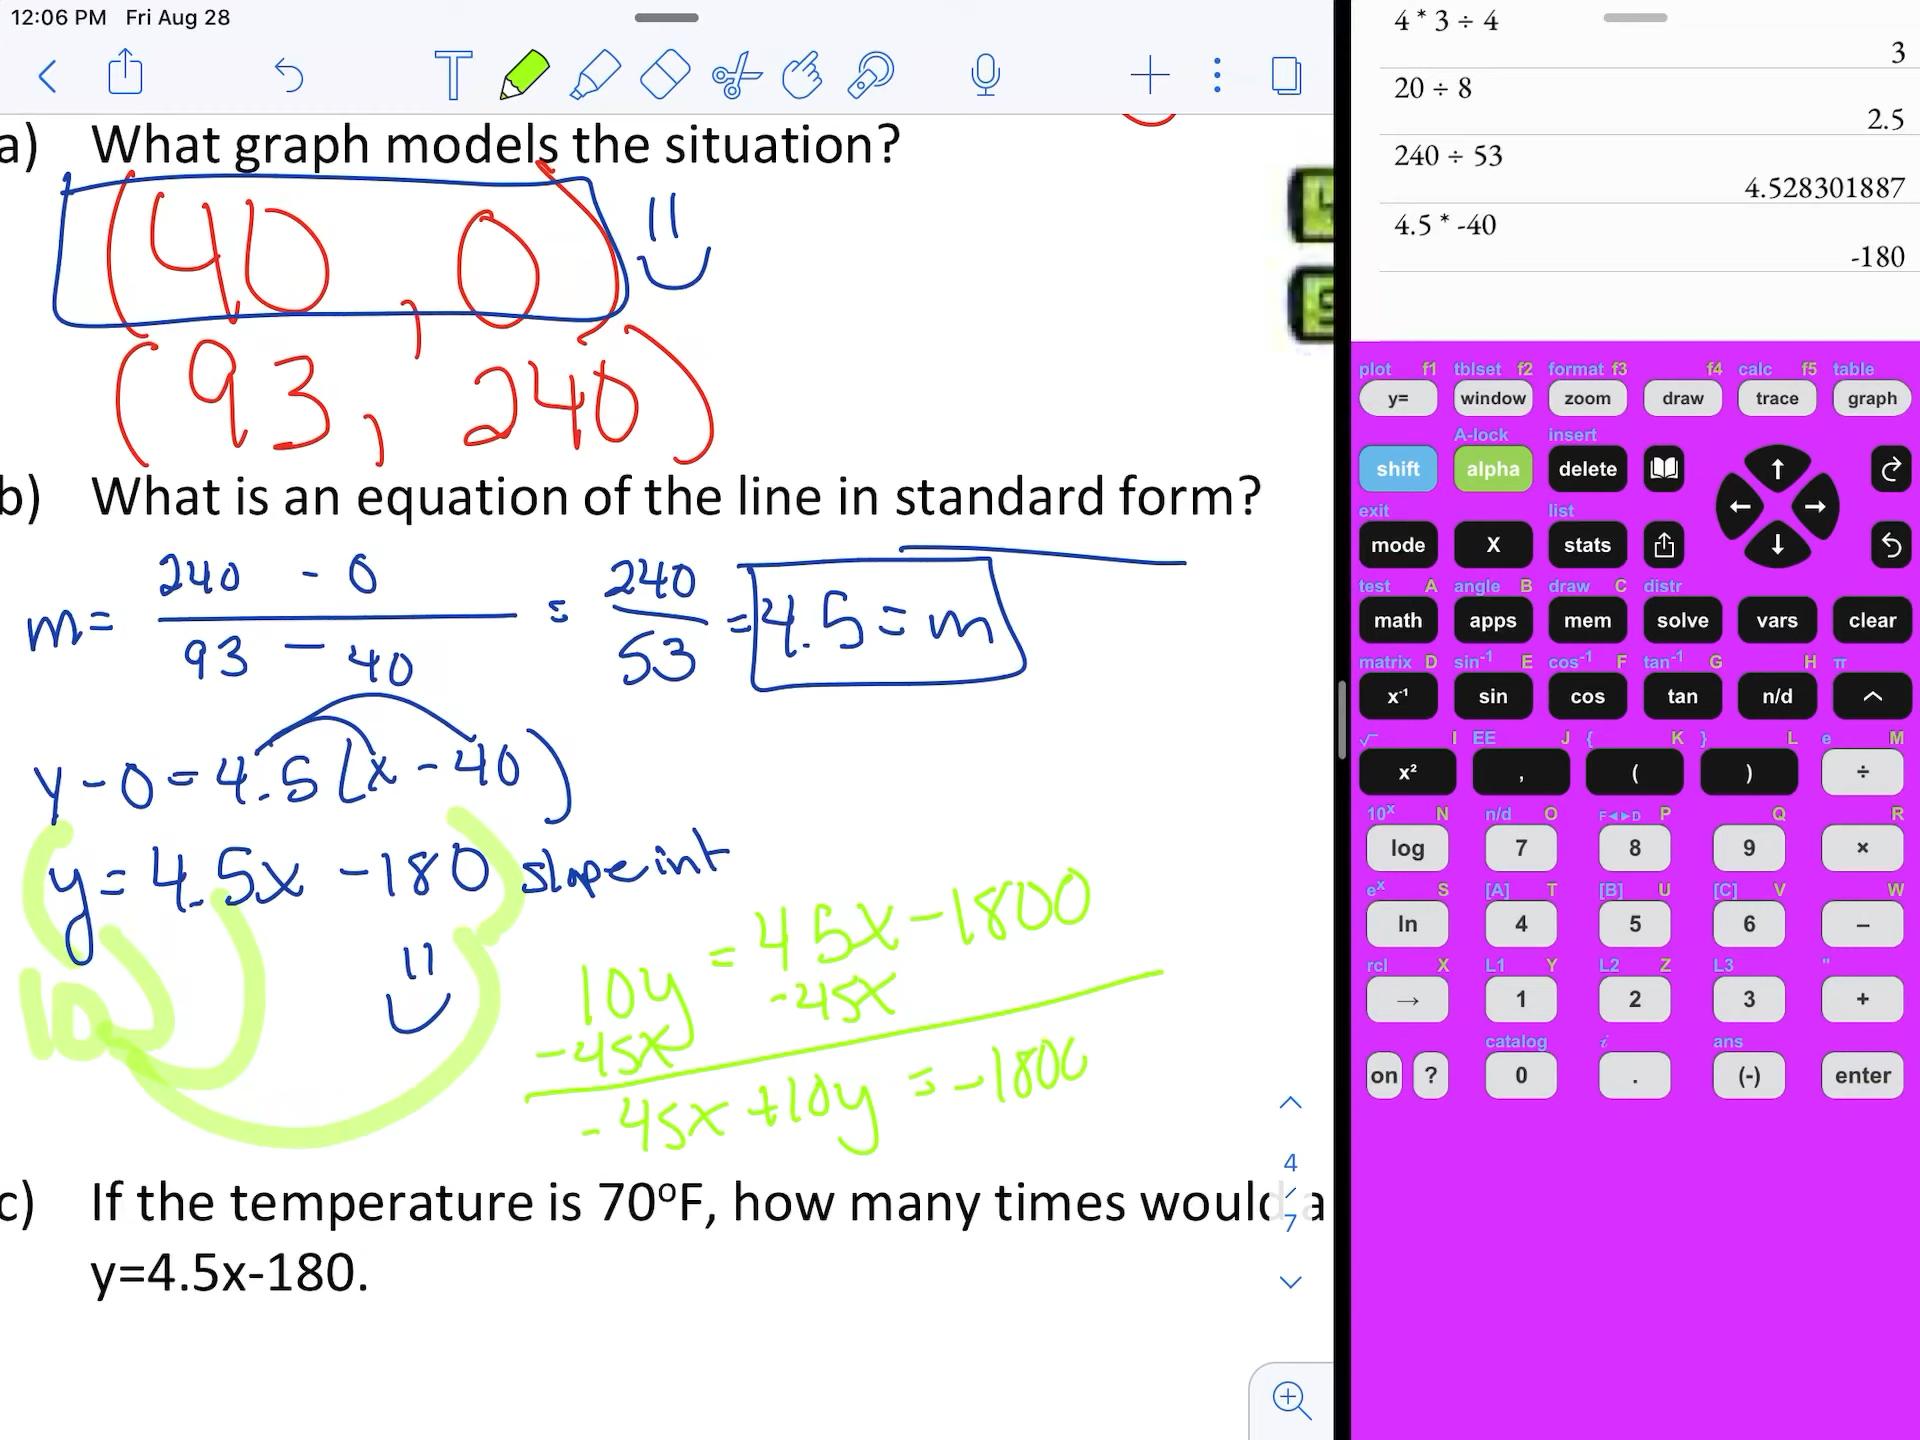 12:06 PM Fri Aug 28
a) What graph models the situation?
(40, 0)
(93, 240)
b) What is an equation of the line in standard form?
m= 240 - 0 / 93 - 40 = 240 / 53 = 4.5 = m
y-0=4.5(x-40)
y=4.5x-180 slope int
10
10y = 45x-1800
-45x -45x
-45x+10y = -1800
c) If the temperature is 70°F, how many times would a
y=4.5x-180.
4
7
4 * 3 ÷ 4
3
20 ÷ 8
2.5
240 ÷ 53
4.528301887
4.5 * -40
-180
plot f1 tblset f2 format f3 f4 calc f5 table
y= window zoom draw trace graph
A-lock insert
shift alpha delete
exit list
mode X stats
test A angle B draw C distr
math apps mem solve vars clear
matrix D sin⁻¹ E cos⁻¹ F tan⁻¹ G H π
x⁻¹ sin cos tan n/d ^
√ I EE J { K } L e M
x² , ( ) ÷
10ˣ N n/d O F◄►D P Q R
log 7 8 9 ×
eˣ S [A] T [B] U [C] V W
ln 4 5 6 −
rcl X L1 Y L2 Z L3 "
→ 1 2 3 +
catalog i ans
on ? 0 . (-) enter